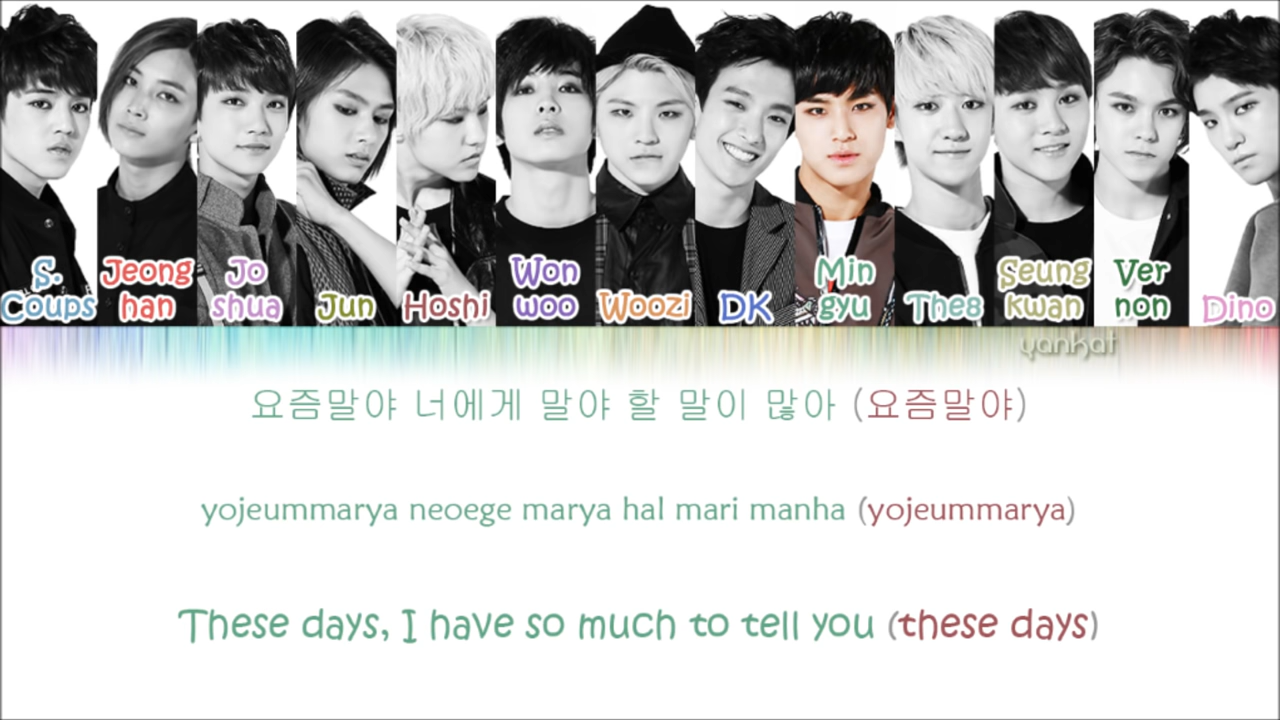 S. Coups
Jeong han
Jo shua
Jun
Hoshi
Won woo
Woozi
DK
Min gyu
The8
Seung kwan
Ver non
Dino
yankat
요즘말야 너에게 말야 할 말이 많아 (요즘말야)
yojeummarya neoege marya hal mari manha (yojeummarya)
These days, I have so much to tell you (these days)